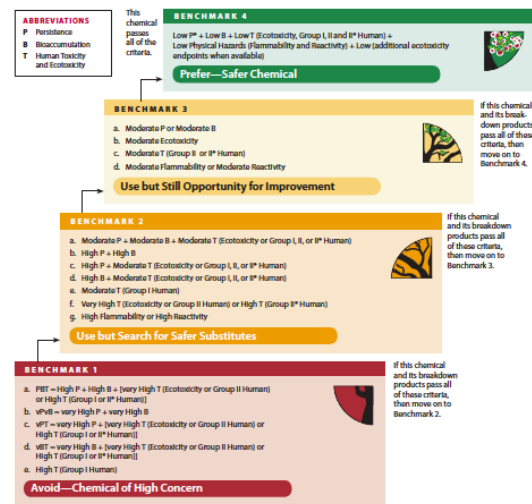 ABBREVIATIONS
P Persistence
B Bioaccumulation
T Human Toxicity
and Ecotoxicity
This
chemical
passes
all of the
criteria.
BENCHMARK 4
Low P* + Low B + Low T (Ecotoxicity, Group I, II and II* Human) +
Low Physical Hazards (Flammability and Reactivity) + Low (additional ecotoxicity
endpoints when available)
Prefer—Safer Chemical
BENCHMARK 3
a. Moderate P or Moderate B
b. Moderate Ecotoxicity
c. Moderate T (Group II or II* Human)
d. Moderate Flammability or Moderate Reactivity
Use but Still Opportunity for Improvement
If this chemical
and its break-
down products
pass all of these
criteria, then
move on to
Benchmark 4.
BENCHMARK 2
a. Moderate P + Moderate B + Moderate T (Ecotoxicity or Group I, II, or II* Human)
b. High P + High B
c. High P + Moderate T (Ecotoxicity or Group I, II, or II* Human)
d. High B + Moderate T (Ecotoxicity or Group I, II, or II* Human)
e. Moderate T (Group I Human)
f. Very High T (Ecotoxicity or Group II Human) or High T (Group II* Human)
g. High Flammability or High Reactivity
Use but Search for Safer Substitutes
If this chemical
and its breakdown
products pass all
of these criteria,
then move on to
Benchmark 3.
BENCHMARK 1
a. PBT = High P + High B + [very High T (Ecotoxicity or Group II Human)
or High T (Group I or II* Human)]
b. vPvB = very High P + very High B
c. vPT = very High P + [very High T (Ecotoxicity or Group II Human) or
High T (Group I or II* Human)]
d. vBT = very High B + [very High T (Ecotoxicity or Group II Human) or
High T (Group I or II* Human)]
e. High T (Group I Human)
Avoid—Chemical of High Concern
If this chemical
and its breakdown
products pass all
of these criteria,
then move on to
Benchmark 2.